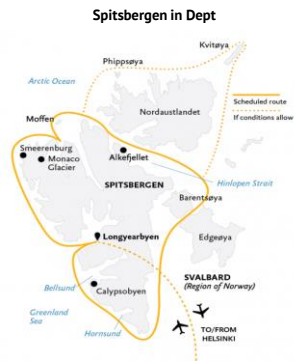 Spitsbergen in Dept
Kvitøya
Phippsøya
Arctic Ocean
Scheduled route
If conditions allow
Nordaustlandet
Moffen
Smeerenburg
Monaco
Glacier
Alkefjellet
SPITSBERGEN
Hinlopen Strait
Barentsøya
Longyearbyen
Edgeøya
SVALBARD
(Region of Norway)
Bellsund
Calypsobyen
Greenland
Sea
Hornsund
TO/FROM
HELSINKI